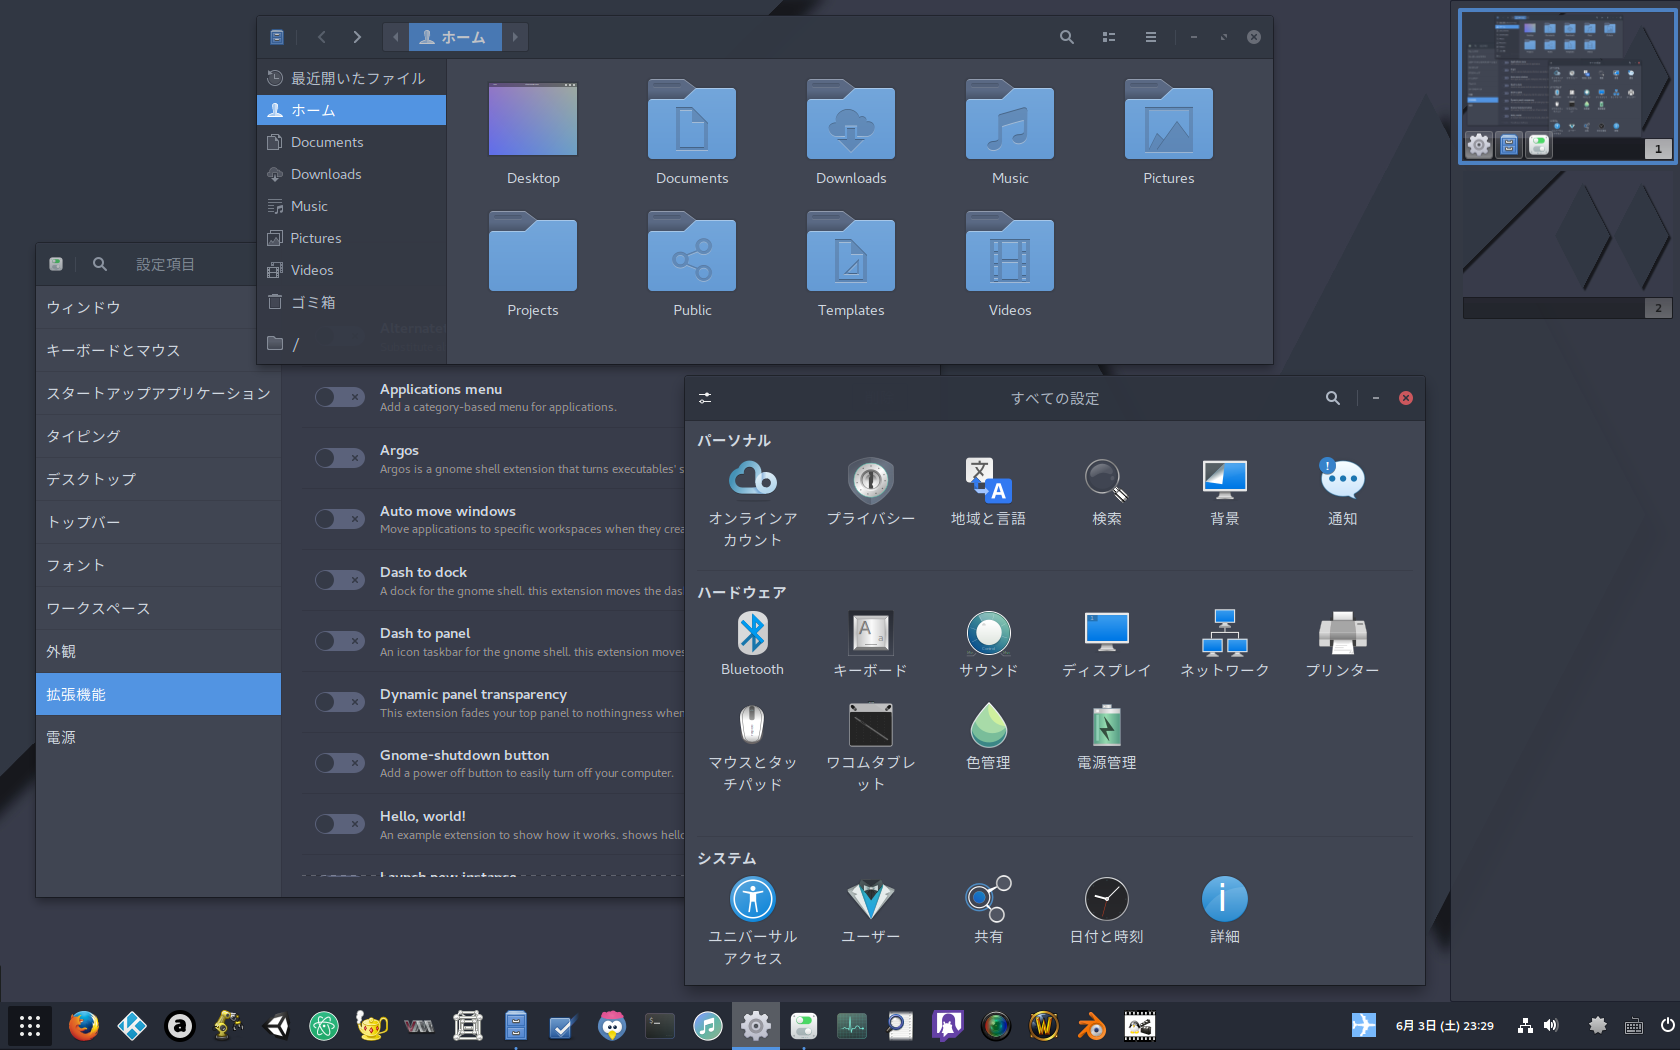 ホーム
最近開いたファイル
ホーム
Documents
Downloads
Music
Pictures
Videos
ゴミ箱
/
Desktop
Documents
Downloads
Music
Pictures
Projects
Public
Templates
Videos
設定項目
ウィンドウ
キーボードとマウス
スタートアップアプリケーション
タイピング
デスクトップ
トップバー
フォント
ワークスペース
外観
拡張機能
電源
Applications menu
Add a category-based menu for applications.
Argos
Argos is a gnome shell extension that turns executables' s
Auto move windows
Move applications to specific workspaces when they crea
Dash to dock
A dock for the gnome shell. this extension moves the das
Dash to panel
An icon taskbar for the gnome shell. this extension moves
Dynamic panel transparency
This extension fades your top panel to nothingness when
Gnome-shutdown button
Add a power off button to easily turn off your computer.
Hello, world!
An example extension to show how it works. shows hello
Launch new instance
すべての設定
パーソナル
オンラインア
カウント
プライバシー
地域と言語
検索
背景
通知
ハードウェア
Bluetooth
キーボード
サウンド
ディスプレイ
ネットワーク
プリンター
マウスとタッ
チパッド
ワコムタブレ
ット
色管理
電源管理
システム
ユニバーサル
アクセス
ユーザー
共有
日付と時刻
詳細
1
2
6月 3日 (土) 23:29